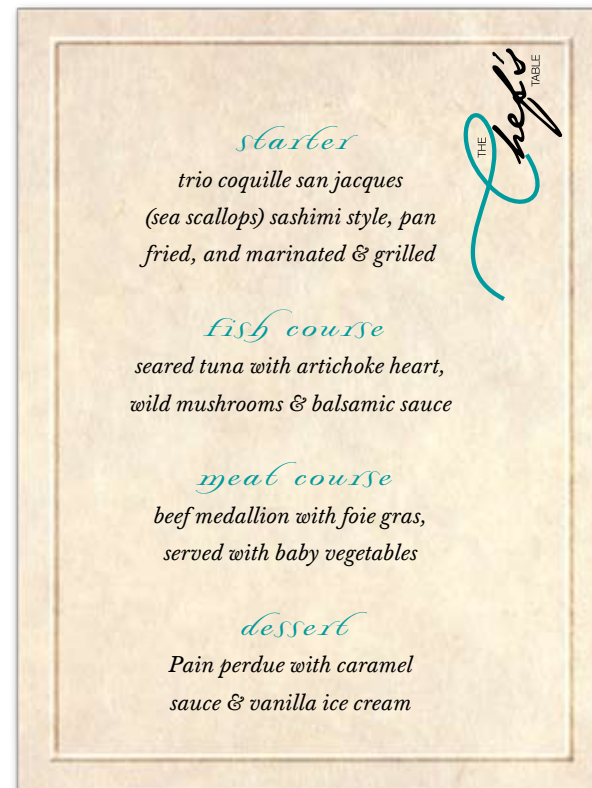 THE
Chef's
TABLE
starter
trio coquille san jacques
(sea scallops) sashimi style, pan
fried, and marinated & grilled
fish course
seared tuna with artichoke heart,
wild mushrooms & balsamic sauce
meat course
beef medallion with foie gras,
served with baby vegetables
dessert
Pain perdue with caramel
sauce & vanilla ice cream